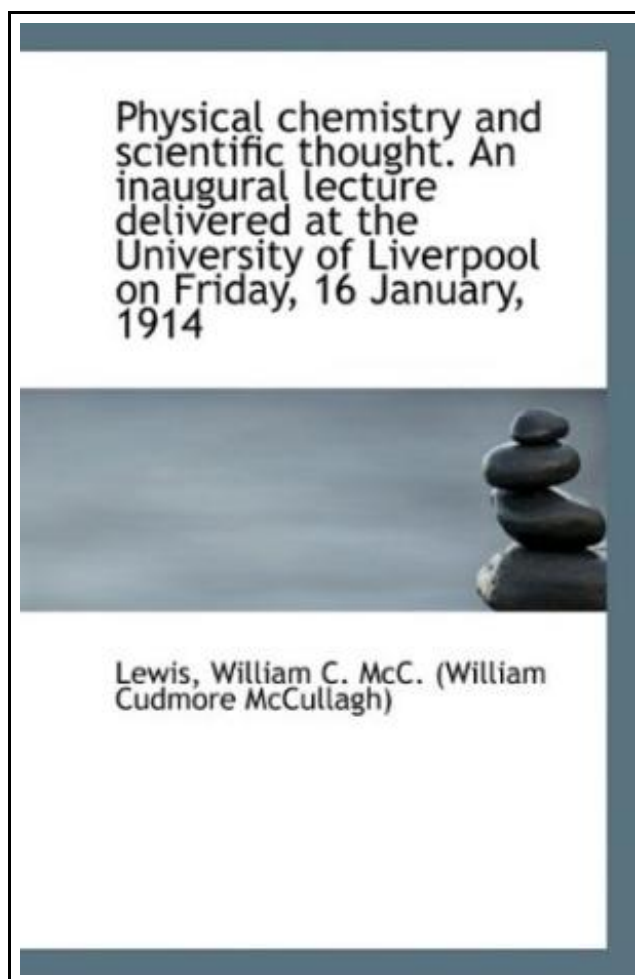 Physical chemistry and
scientific thought. An
inaugural lecture
delivered at the
University of Liverpool
on Friday, 16 January,
1914
Lewis, William C. McC. (William
Cudmore McCullagh)